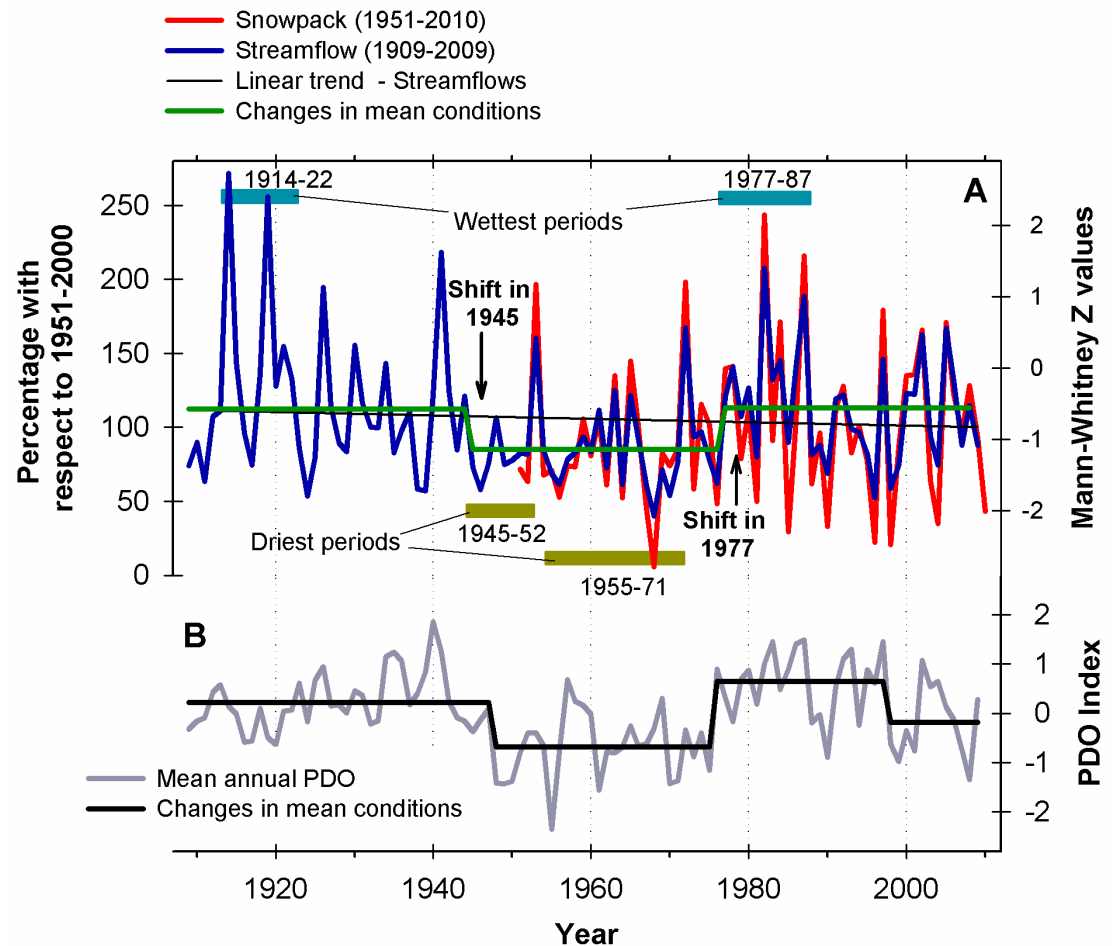 Snowpack (1951-2010)
Streamflow (1909-2009)
Linear trend - Streamflows
Changes in mean conditions
1914-22
1977-87
A
Wettest periods
Shift in
1945
Shift in
1977
Driest periods
1945-52
1955-71
250
200
150
100
50
0
Percentage with
respect to 1951-2000
2
1
0
-1
-2
Mann-Whitney Z values
B
2
1
0
-1
-2
PDO Index
Mean annual PDO
Changes in mean conditions
1920
1940
1960
1980
2000
Year